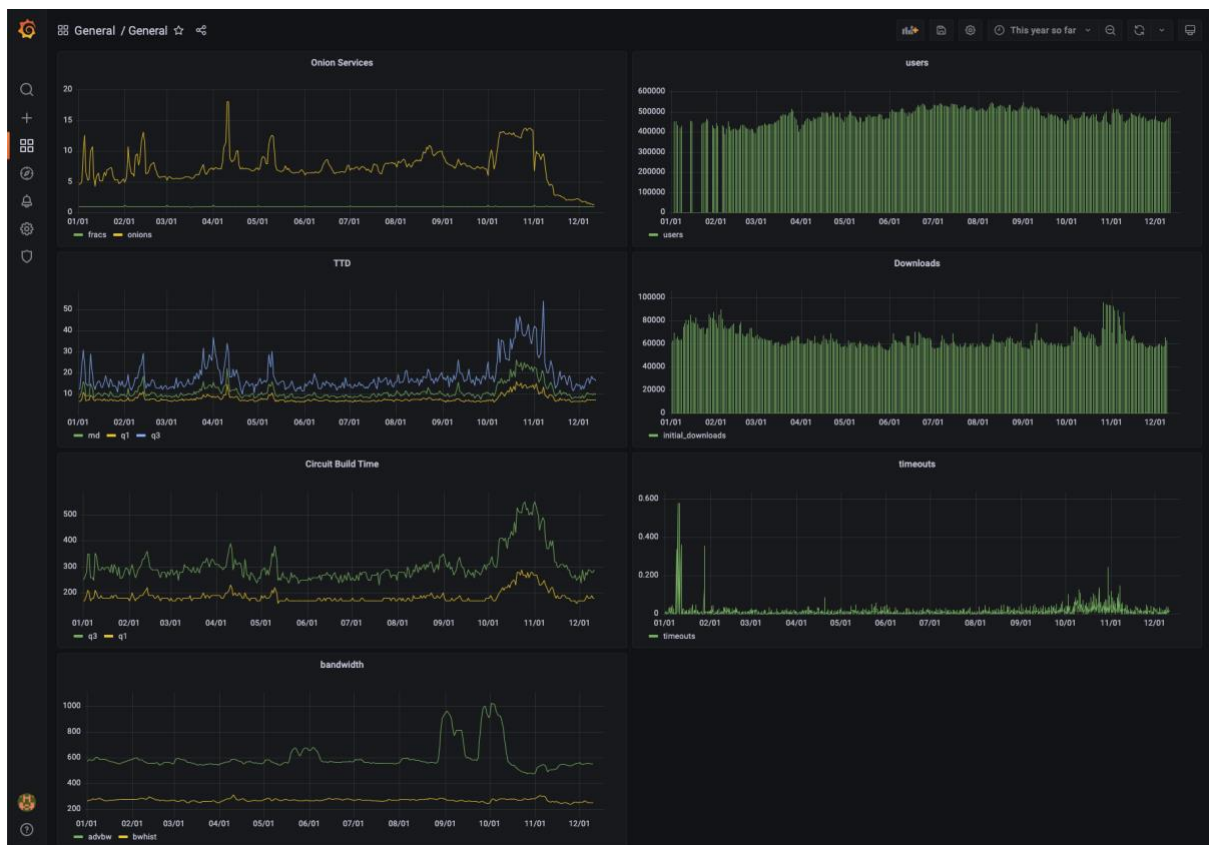 General / General
This year so far
Onion Services
20
15
10
5
0
01/01 02/01 03/01 04/01 05/01 06/01 07/01 08/01 09/01 10/01 11/01 12/01
fracs onions
users
600000
500000
400000
300000
200000
100000
0
01/01 02/01 03/01 04/01 05/01 06/01 07/01 08/01 09/01 10/01 11/01 12/01
users
TTD
50
40
30
20
10
01/01 02/01 03/01 04/01 05/01 06/01 07/01 08/01 09/01 10/01 11/01 12/01
md q1 q3
Downloads
100000
80000
60000
40000
20000
0
01/01 02/01 03/01 04/01 05/01 06/01 07/01 08/01 09/01 10/01 11/01 12/01
initial_downloads
Circuit Build Time
500
400
300
200
01/01 02/01 03/01 04/01 05/01 06/01 07/01 08/01 09/01 10/01 11/01 12/01
q3 q1
timeouts
0.600
0.400
0.200
0
01/01 02/01 03/01 04/01 05/01 06/01 07/01 08/01 09/01 10/01 11/01 12/01
timeouts
bandwidth
1000
800
600
400
200
01/01 02/01 03/01 04/01 05/01 06/01 07/01 08/01 09/01 10/01 11/01 12/01
advbw bwhist